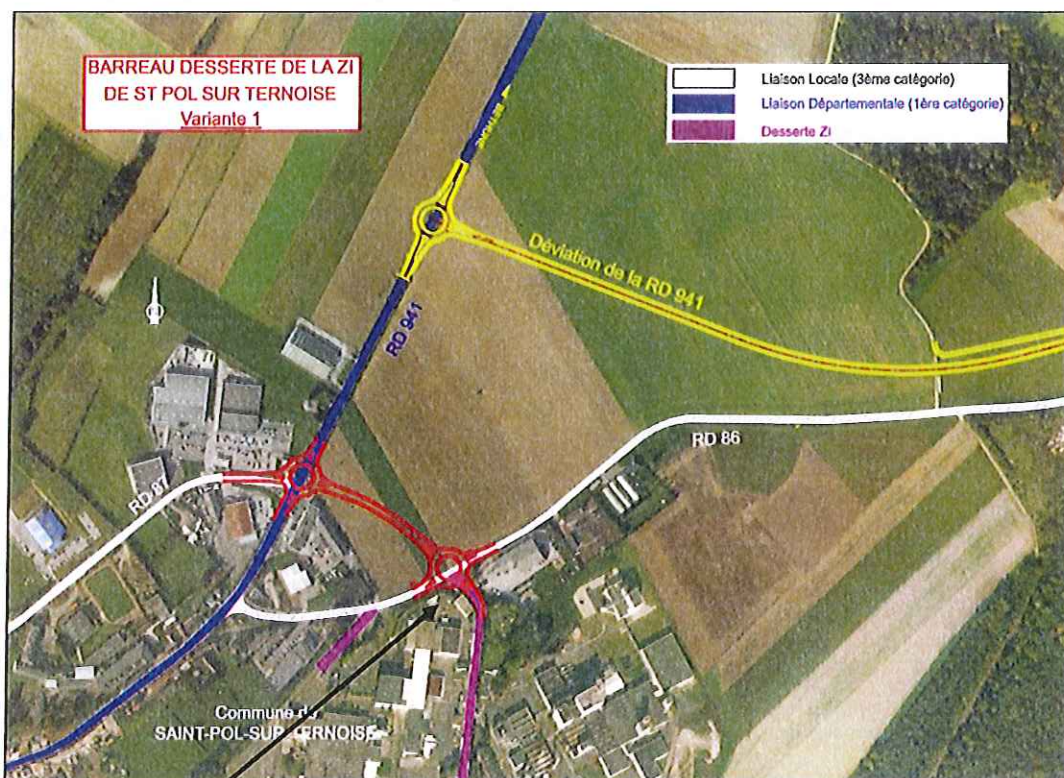 BARREAU DESSERTE DE LA ZI
DE ST POL SUR TERNOISE
Variante 1
Liaison Locale (3ème catégorie)
Liaison Départementale (1ère catégorie)
Desserte ZI
BETHUNE
Déviation de la RD 941
RD 941
RD 86
RD 87
Commune de
SAINT-POL-SUR-TERNOISE